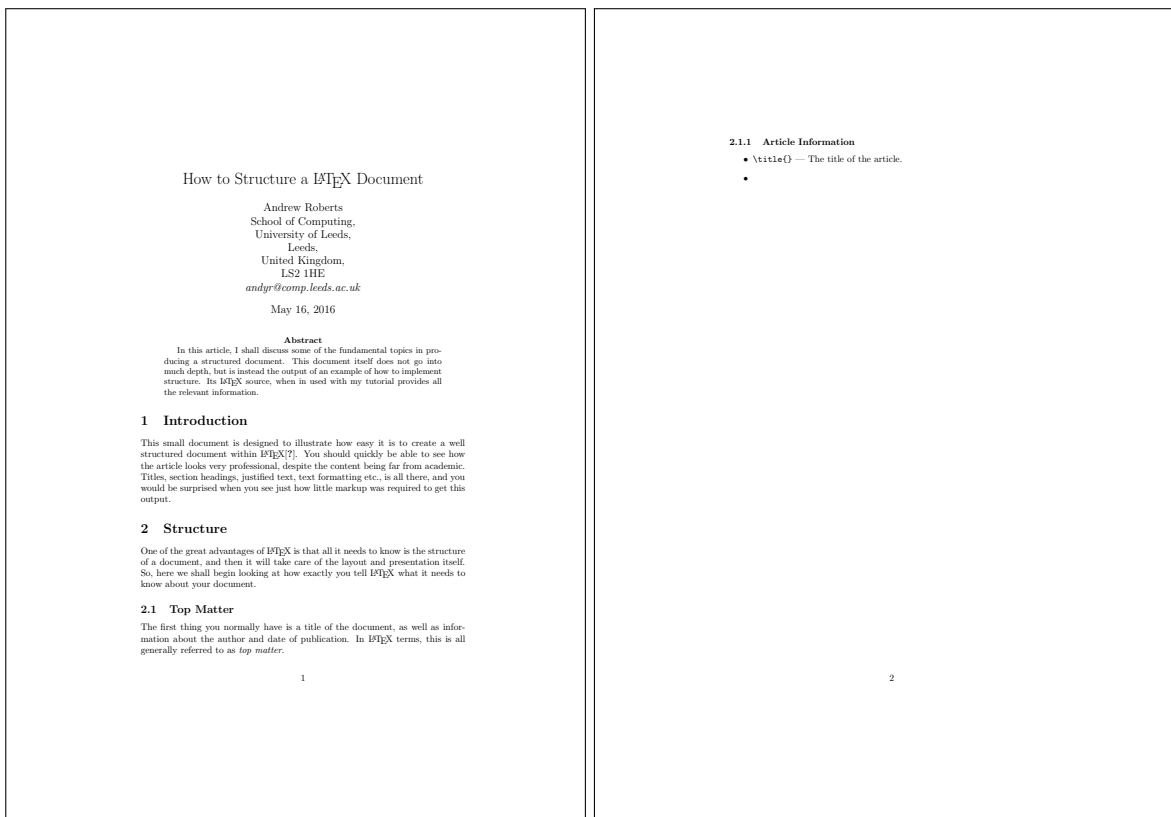 How to Structure a LATEX Document
Andrew Roberts
School of Computing,
University of Leeds,
Leeds,
United Kingdom,
LS2 1HE
andyr@comp.leeds.ac.uk
May 16, 2016
Abstract
In this article, I shall discuss some of the fundamental topics in pro-
ducing a structured document. This document itself does not go into
much depth, but is instead the output of an example of how to implement
structure. Its LATEX source, when in used with my tutorial provides all
the relevant information.
1 Introduction
This small document is designed to illustrate how easy it is to create a well
structured document within LATEX[?]. You should quickly be able to see how
the article looks very professional, despite the content being far from academic.
Titles, section headings, justified text, text formatting etc., is all there, and you
would be surprised when you see just how little markup was required to get this
output.
2 Structure
One of the great advantages of LATEX is that all it needs to know is the structure
of a document, and then it will take care of the layout and presentation itself.
So, here we shall begin looking at how exactly you tell LATEX what it needs to
know about your document.
2.1 Top Matter
The first thing you normally have is a title of the document, as well as infor-
mation about the author and date of publication. In LATEX terms, this is all
generally referred to as top matter.
1
2.1.1 Article Information
• \title{} — The title of the article.
•
2